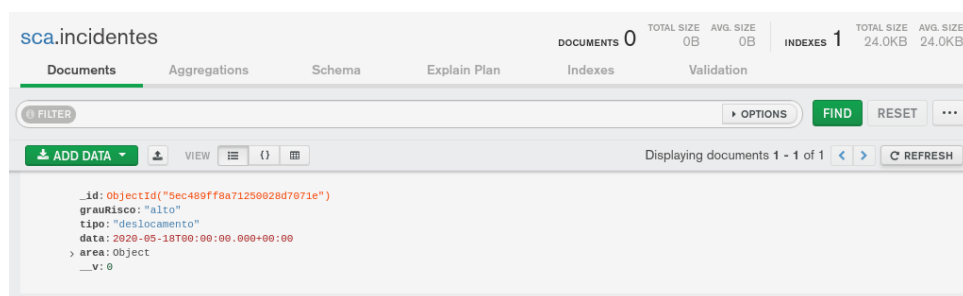 sca.incidentes
DOCUMENTS 0 TOTAL SIZE 0B AVG. SIZE 0B INDEXES 1 TOTAL SIZE 24.0KB AVG. SIZE 24.0KB
Documents Aggregations Schema Explain Plan Indexes Validation
FILTER OPTIONS FIND RESET ...
ADD DATA VIEW {} Displaying documents 1 - 1 of 1 < > REFRESH
_id: ObjectId("5ec489ff8a71250028d7071e")
grauRisco: "alto"
tipo: "deslocamento"
data: 2020-05-18T00:00:00.000+00:00
> area: Object
__v: 0